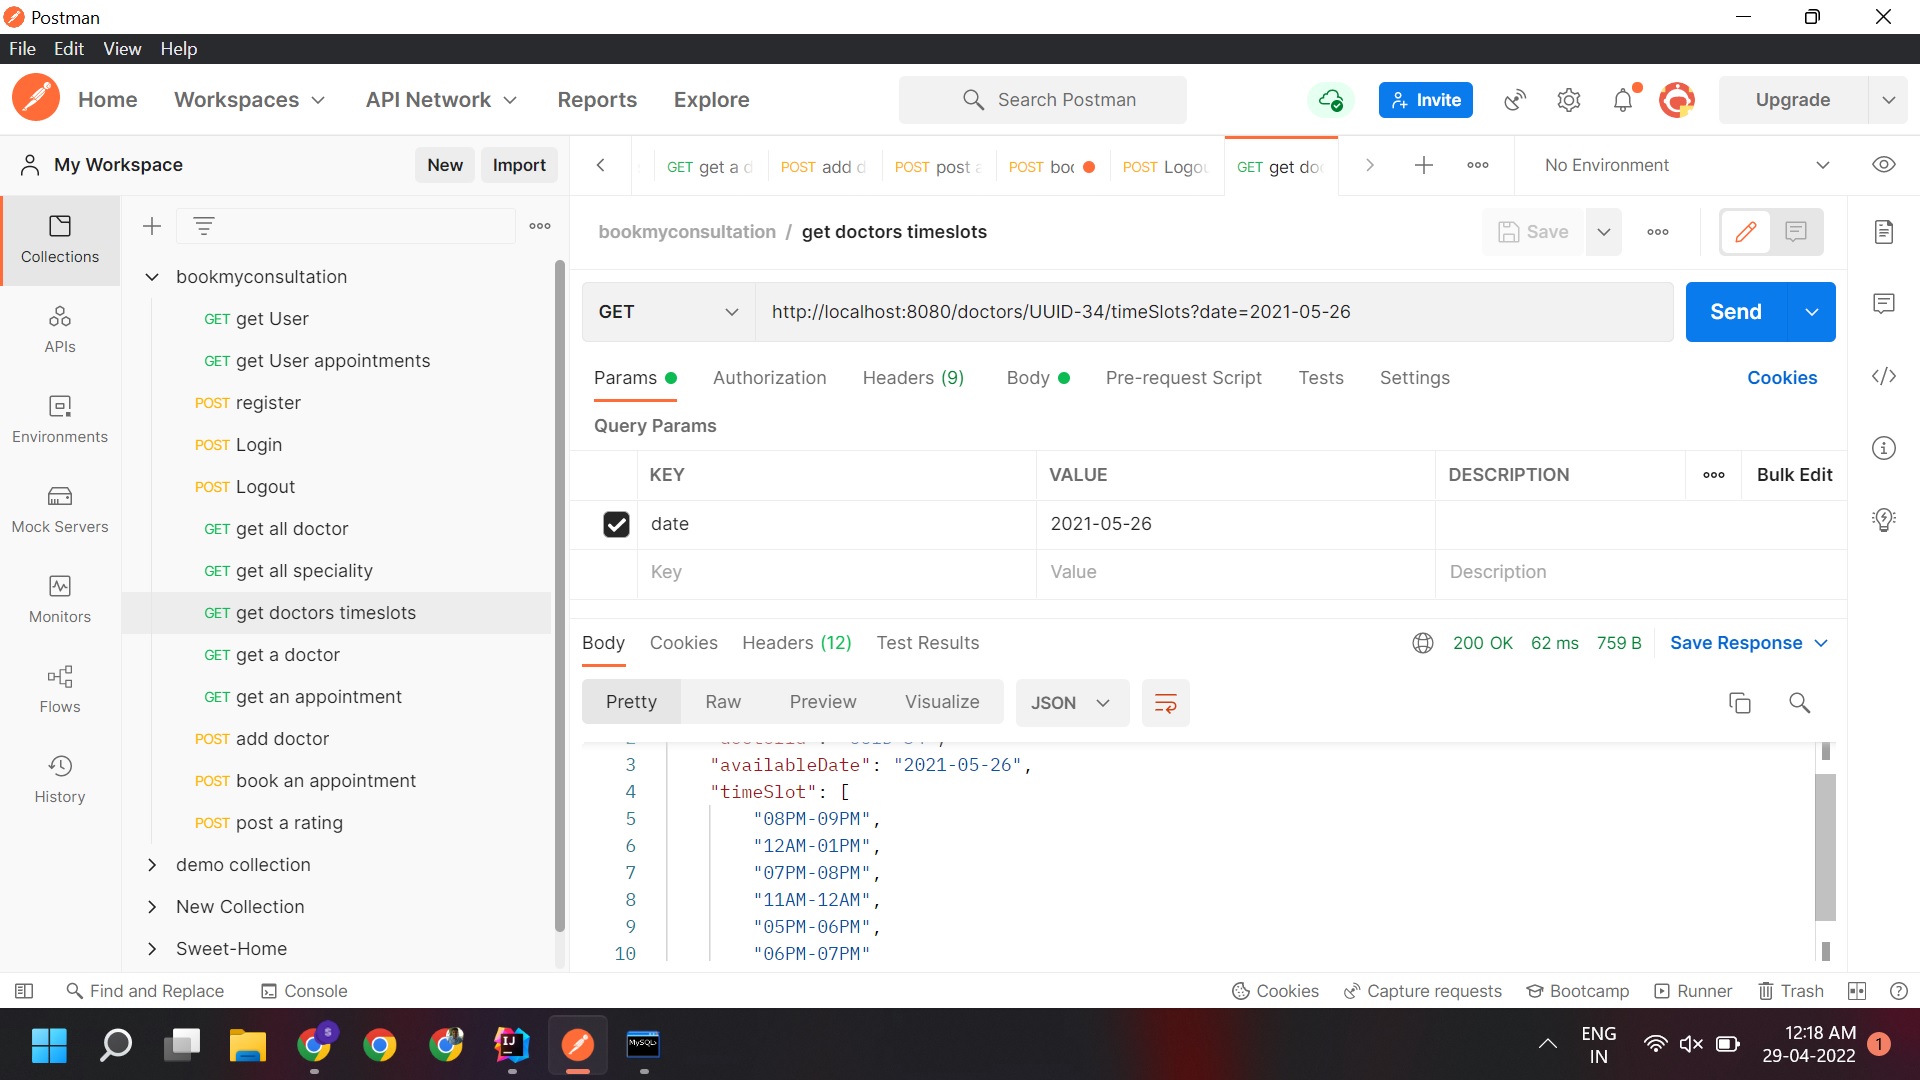 Postman
File Edit View Help
Home Workspaces API Network Reports Explore Search Postman Invite Upgrade
My Workspace New Import
GET get a d POST add d POST post a POST boo POST Logou GET get do No Environment
Collections
APIs
Environments
Mock Servers
Monitors
Flows
History
bookmyconsultation
GET get User
GET get User appointments
POST register
POST Login
POST Logout
GET get all doctor
GET get all speciality
GET get doctors timeslots
GET get a doctor
GET get an appointment
POST add doctor
POST book an appointment
POST post a rating
demo collection
New Collection
Sweet-Home
bookmyconsultation / get doctors timeslots Save
GET http://localhost:8080/doctors/UUID-34/timeSlots?date=2021-05-26 Send
Params Authorization Headers (9) Body Pre-request Script Tests Settings Cookies
Query Params
KEY VALUE DESCRIPTION Bulk Edit
date 2021-05-26
Key Value Description
Body Cookies Headers (12) Test Results 200 OK 62 ms 759 B Save Response
Pretty Raw Preview Visualize JSON
3 "availableDate": "2021-05-26",
4 "timeSlot": [
5 "08PM-09PM",
6 "12AM-01PM",
7 "07PM-08PM",
8 "11AM-12AM",
9 "05PM-06PM",
10 "06PM-07PM"
Find and Replace Console Cookies Capture requests Bootcamp Runner Trash
S IJ MySQL ENG IN 12:18 AM 29-04-2022 1